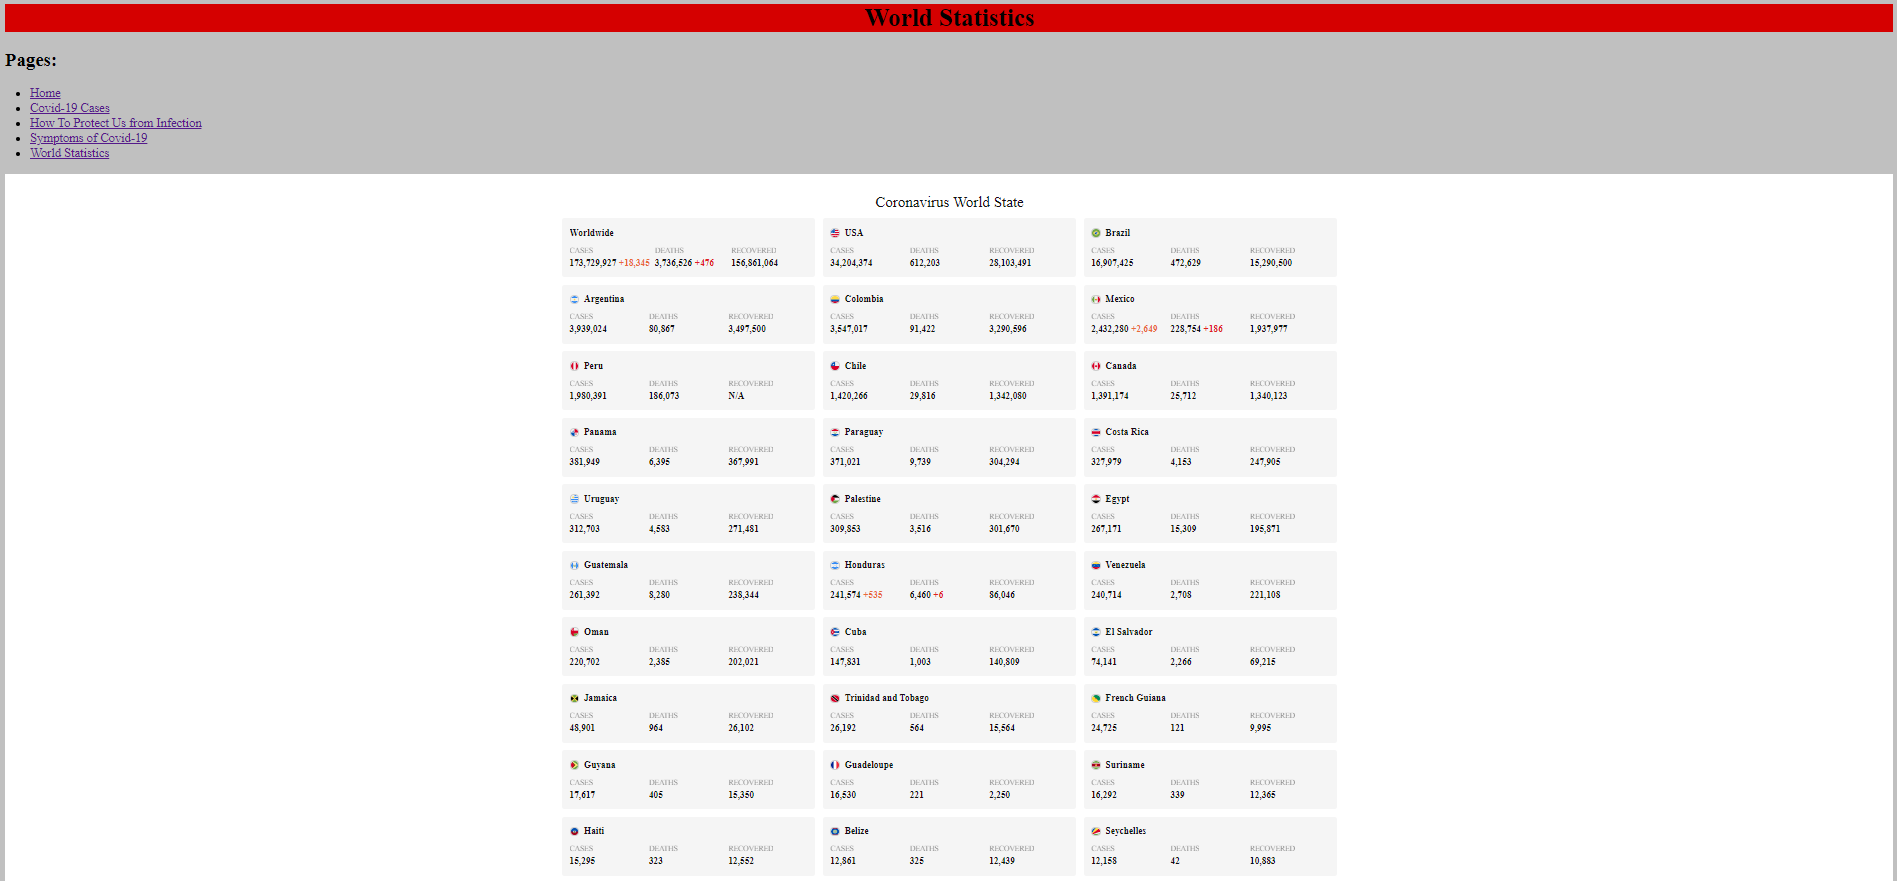 World Statistics
Pages:
Home
Covid-19 Cases
How To Protect Us from Infection
Symptoms of Covid-19
World Statistics
Coronavirus World State
Worldwide
CASES DEATHS RECOVERED
173,729,927 +18,345 3,736,526 +476 156,861,064
USA
CASES DEATHS RECOVERED
34,204,374 612,203 28,103,491
Brazil
CASES DEATHS RECOVERED
16,907,425 472,629 15,290,500
Argentina
CASES DEATHS RECOVERED
3,939,024 80,867 3,497,500
Colombia
CASES DEATHS RECOVERED
3,547,017 91,422 3,290,596
Mexico
CASES DEATHS RECOVERED
2,432,280 +2,649 228,754 +186 1,937,977
Peru
CASES DEATHS RECOVERED
1,980,391 186,073 N/A
Chile
CASES DEATHS RECOVERED
1,420,266 29,816 1,342,080
Canada
CASES DEATHS RECOVERED
1,391,174 25,712 1,340,123
Panama
CASES DEATHS RECOVERED
381,949 6,395 367,991
Paraguay
CASES DEATHS RECOVERED
371,021 9,739 304,294
Costa Rica
CASES DEATHS RECOVERED
327,979 4,153 247,905
Uruguay
CASES DEATHS RECOVERED
312,703 4,583 271,481
Palestine
CASES DEATHS RECOVERED
309,853 3,516 301,670
Egypt
CASES DEATHS RECOVERED
267,171 15,309 195,871
Guatemala
CASES DEATHS RECOVERED
261,392 8,280 238,344
Honduras
CASES DEATHS RECOVERED
241,574 +535 6,460 +6 86,046
Venezuela
CASES DEATHS RECOVERED
240,714 2,708 221,108
Oman
CASES DEATHS RECOVERED
220,702 2,385 202,021
Cuba
CASES DEATHS RECOVERED
147,831 1,003 140,809
El Salvador
CASES DEATHS RECOVERED
74,141 2,266 69,215
Jamaica
CASES DEATHS RECOVERED
48,901 964 26,102
Trinidad and Tobago
CASES DEATHS RECOVERED
26,192 564 15,564
French Guiana
CASES DEATHS RECOVERED
24,725 121 9,995
Guyana
CASES DEATHS RECOVERED
17,617 405 15,350
Guadeloupe
CASES DEATHS RECOVERED
16,530 221 2,250
Suriname
CASES DEATHS RECOVERED
16,292 339 12,365
Haiti
CASES DEATHS RECOVERED
15,295 323 12,552
Belize
CASES DEATHS RECOVERED
12,861 325 12,439
Seychelles
CASES DEATHS RECOVERED
12,158 42 10,883